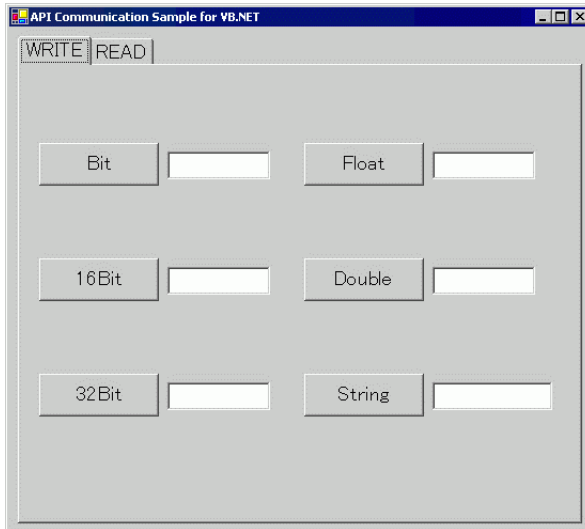 API Communication Sample for VB.NET
WRITE READ
Bit Float
16Bit Double
32Bit String